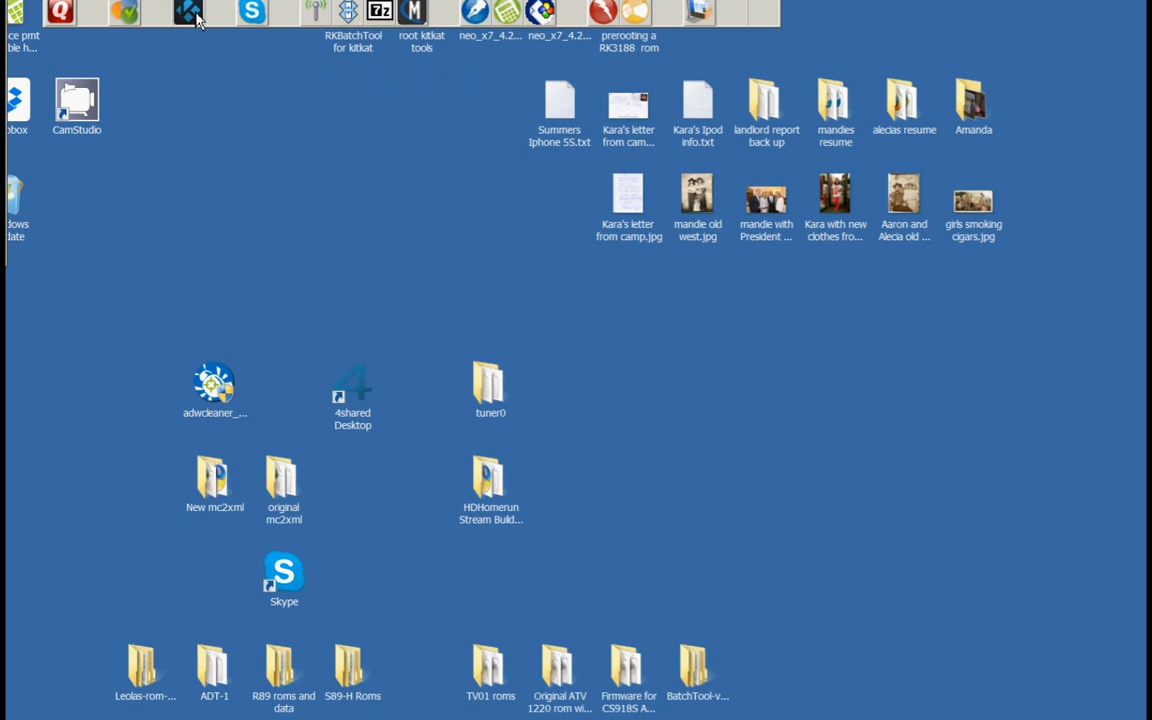 ce pmt
ble h...
RKBatchTool
for kitkat
root kitkat
tools
neo_x7_4.2...
neo_x7_4.2...
prerooting a
RK3188 rom
pbox
CamStudio
Summers
Iphone 5S.txt
Kara's letter
from cam...
Kara's Ipod
info.txt
landlord report
back up
mandies
resume
alecias resume
Amanda
dows
date
Kara's letter
from camp.jpg
mandie old
west.jpg
mandie with
President ...
Kara with new
clothes fro...
Aaron and
Alecia old ...
girls smoking
cigars.jpg
adwcleaner_...
4shared
Desktop
tuner0
New mc2xml
original
mc2xml
HDHomerun
Stream Build...
Skype
Leolas-rom-...
ADT-1
R89 roms and
data
S89-H Roms
TV01 roms
Original ATV
1220 rom wi...
Firmware for
CS918S A...
BatchTool-v...